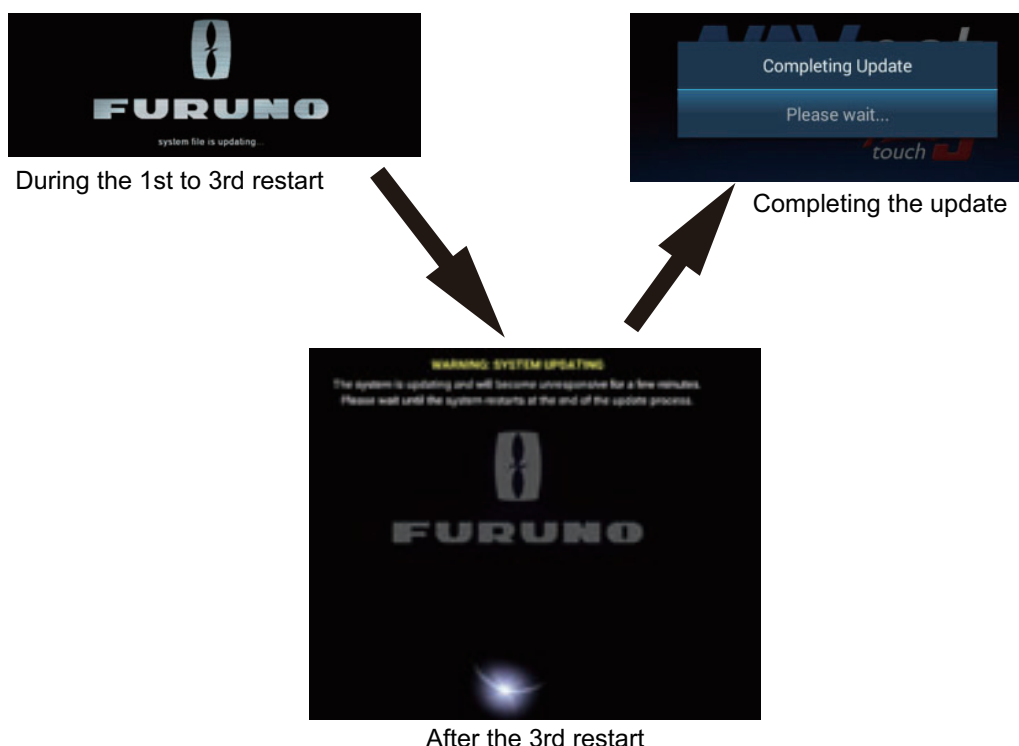 FURUNO
system file is updating...
During the 1st to 3rd restart
Completing Update
Please wait...
touch
Completing the update
WARNING: SYSTEM UPDATING
The system is updating and will become unresponsive for a few minutes.
Please wait until the system restarts at the end of the update process.
FURUNO
After the 3rd restart